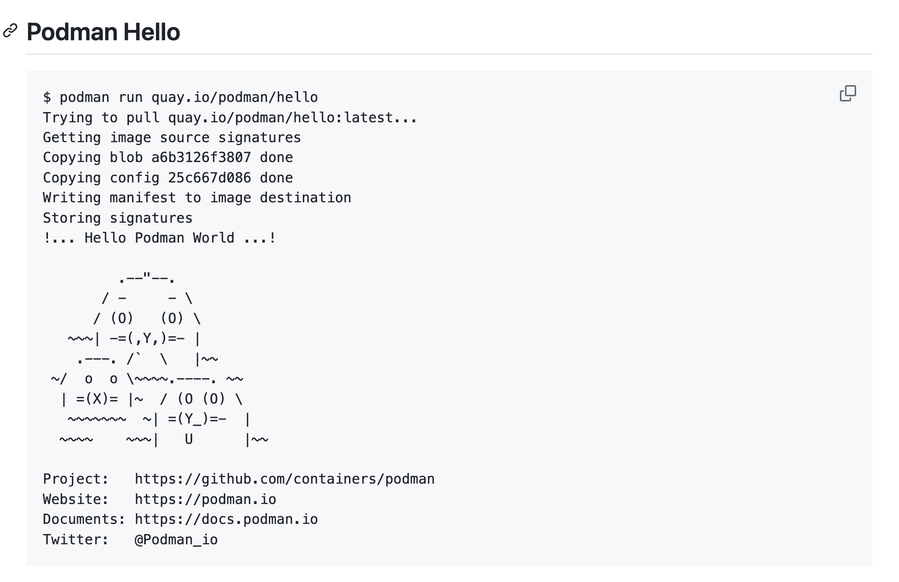 Podman Hello
$ podman run quay.io/podman/hello
Trying to pull quay.io/podman/hello:latest...
Getting image source signatures
Copying blob a6b3126f3807 done
Copying config 25c667d086 done
Writing manifest to image destination
Storing signatures
!... Hello Podman World ...!

         .--"--.
       / -     - \
      / (O)   (O) \
   ~~~| -=(,Y,)=- |
    .---. /`  \   |~~
 ~/  o  o \~~~~.----. ~~
  | =(X)= |~  / (O (O) \
   ~~~~~~~  ~| =(Y_)=-  |
  ~~~~    ~~~|   U      |~~

Project:   https://github.com/containers/podman
Website:   https://podman.io
Documents: https://docs.podman.io
Twitter:   @Podman_io